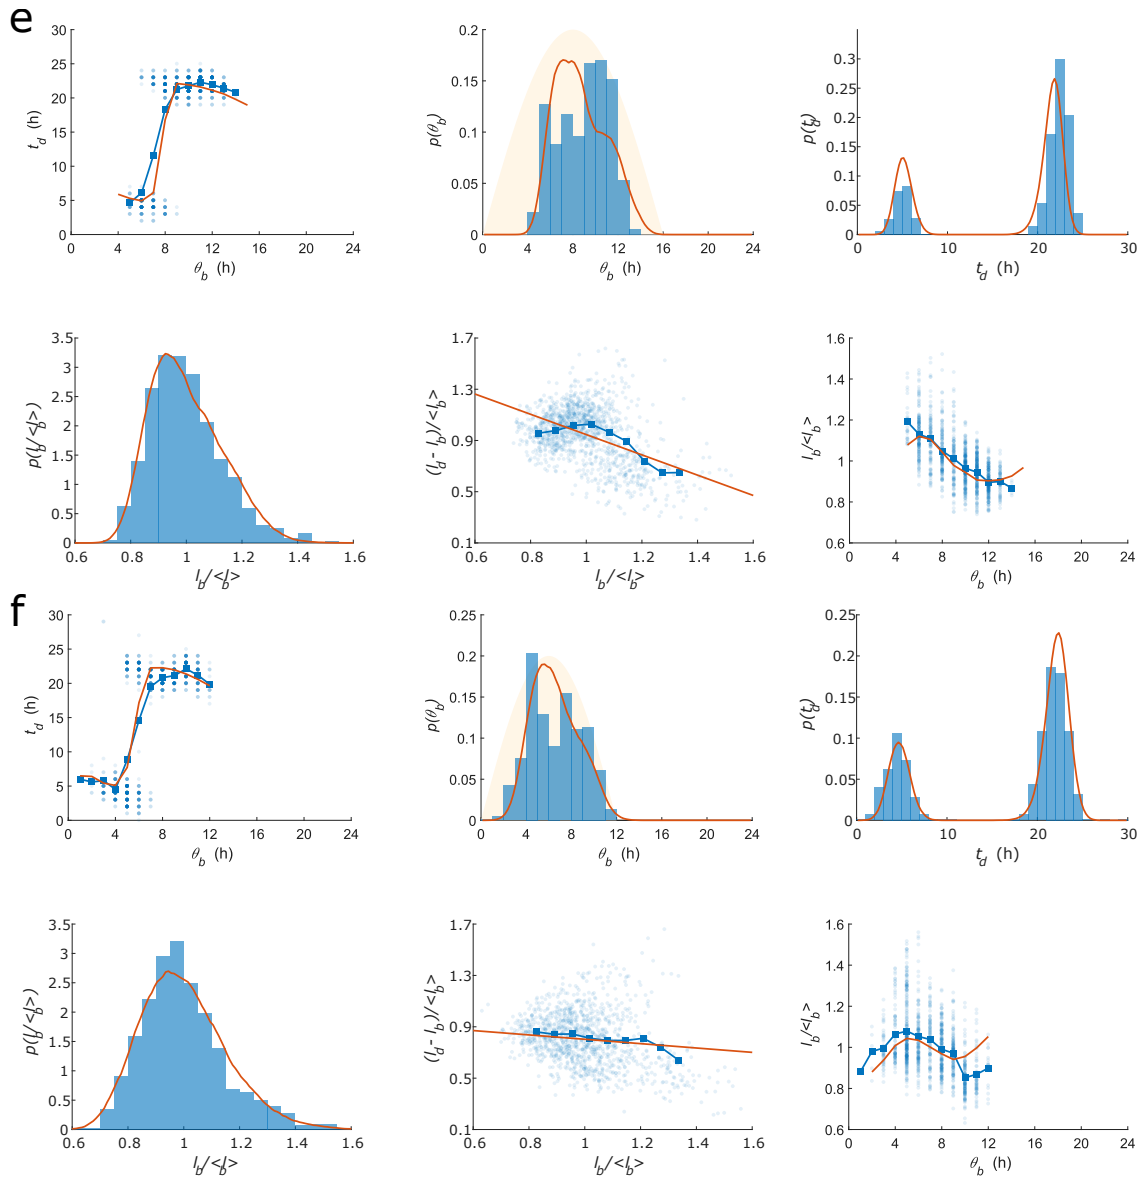 e
30
25
20
15
10
5
0
t_d (h)
0 4 8 12 16 20 24
θ_b (h)
0.2
0.15
0.1
0.05
0
p(θ_b)
0 4 8 12 16 20 24
θ_b (h)
0.3
0.2
0.1
0
p(t_d)
0 10 20 30
t_d (h)
3.5
3
2.5
2
1.5
1
0.5
0
p(l_b/<l_b>)
0.6 0.8 1 1.2 1.4 1.6
l_b/<l_b>
1.7
1.3
0.9
0.5
0.1
(l_d - l_b)/<l_b>
0.6 0.8 1 1.2 1.4 1.6
l_b/<l_b>
1.6
1.4
1.2
1
0.8
0.6
l_b/<l_b>
0 4 8 12 16 20 24
θ_b (h)
f
30
25
20
15
10
5
0
t_d (h)
0 4 8 12 16 20 24
θ_b (h)
0.25
0.2
0.15
0.1
0.05
0
p(θ_b)
0 4 8 12 16 20 24
θ_b (h)
0.25
0.2
0.15
0.1
0.05
0
p(t_d)
0 10 20 30
t_d (h)
3.5
3
2.5
2
1.5
1
0.5
0
p(l_b/<l_b>)
0.6 0.8 1 1.2 1.4 1.6
l_b/<l_b>
1.7
1.3
0.9
0.5
0.1
(l_d - l_b)/<l_b>
0.6 0.8 1 1.2 1.4 1.6
l_b/<l_b>
1.6
1.4
1.2
1
0.8
0.6
l_b/<l_b>
0 4 8 12 16 20 24
θ_b (h)